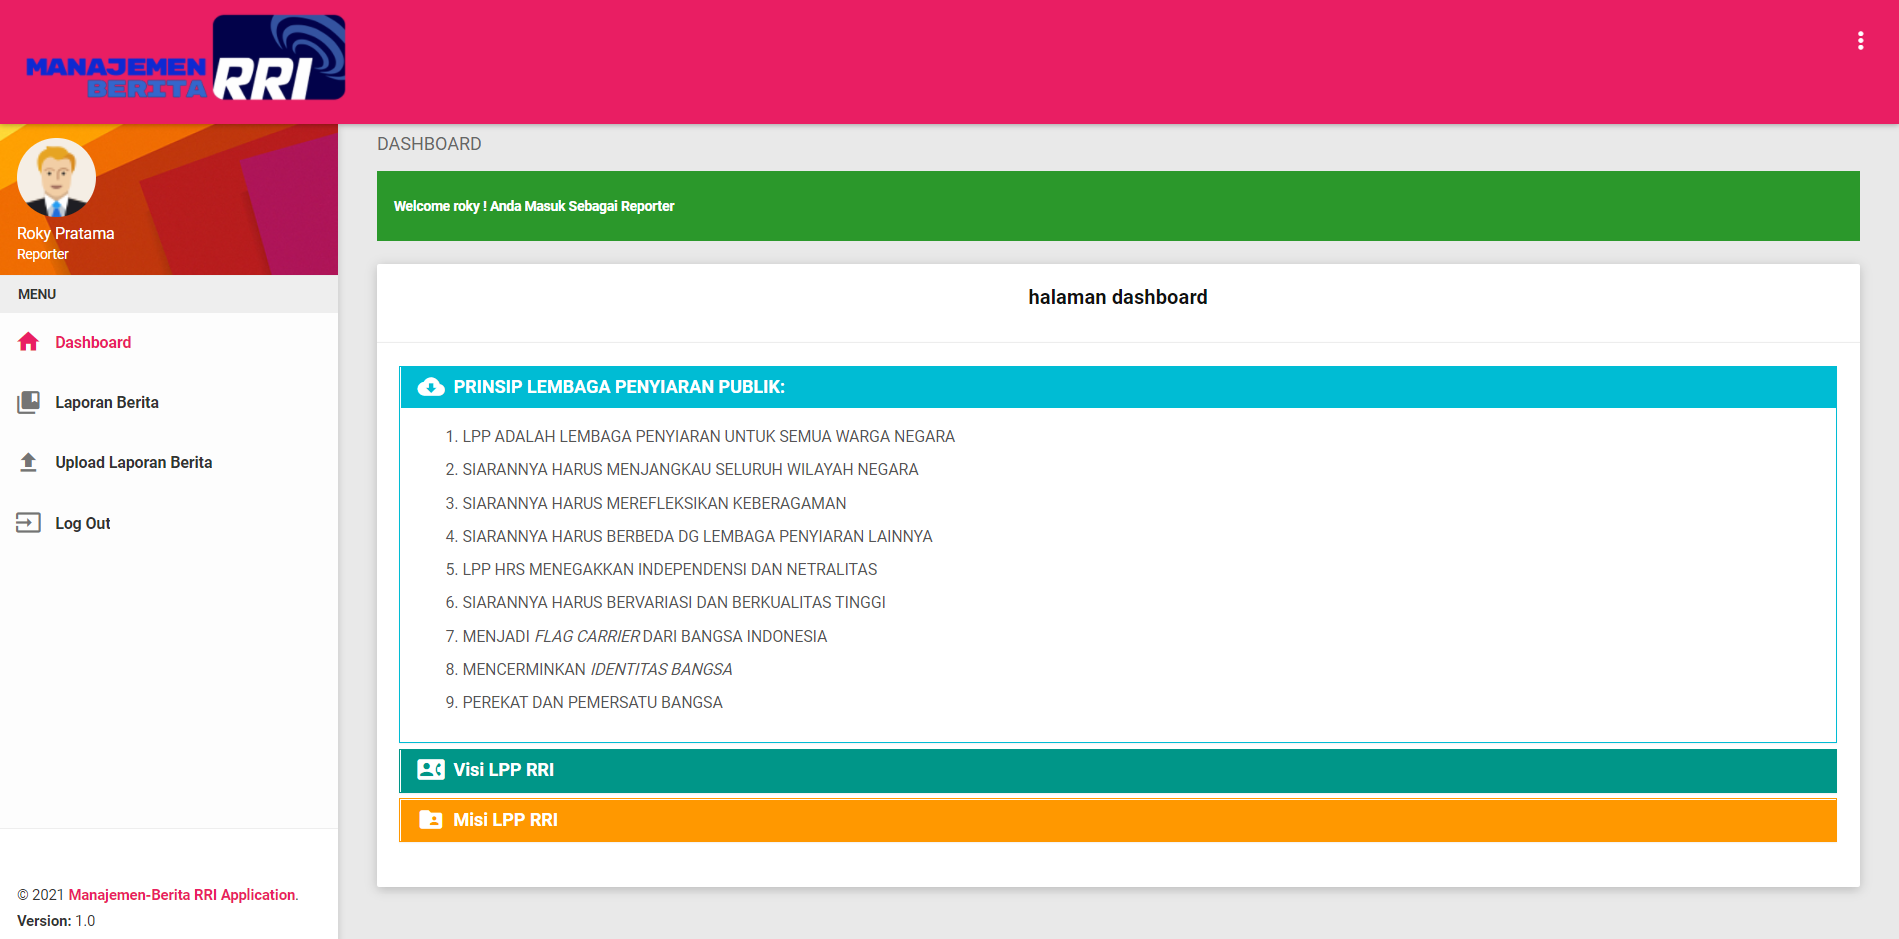 MANAJEMEN
BERITA RRI
DASHBOARD
Welcome roky ! Anda Masuk Sebagai Reporter
Roky Pratama
Reporter
MENU
Dashboard
Laporan Berita
Upload Laporan Berita
Log Out
© 2021 Manajemen-Berita RRI Application.
Version: 1.0
halaman dashboard
PRINSIP LEMBAGA PENYIARAN PUBLIK:
1. LPP ADALAH LEMBAGA PENYIARAN UNTUK SEMUA WARGA NEGARA
2. SIARANNYA HARUS MENJANGKAU SELURUH WILAYAH NEGARA
3. SIARANNYA HARUS MEREFLEKSIKAN KEBERAGAMAN
4. SIARANNYA HARUS BERBEDA DG LEMBAGA PENYIARAN LAINNYA
5. LPP HRS MENEGAKKAN INDEPENDENSI DAN NETRALITAS
6. SIARANNYA HARUS BERVARIASI DAN BERKUALITAS TINGGI
7. MENJADI FLAG CARRIER DARI BANGSA INDONESIA
8. MENCERMINKAN IDENTITAS BANGSA
9. PEREKAT DAN PEMERSATU BANGSA
Visi LPP RRI
Misi LPP RRI